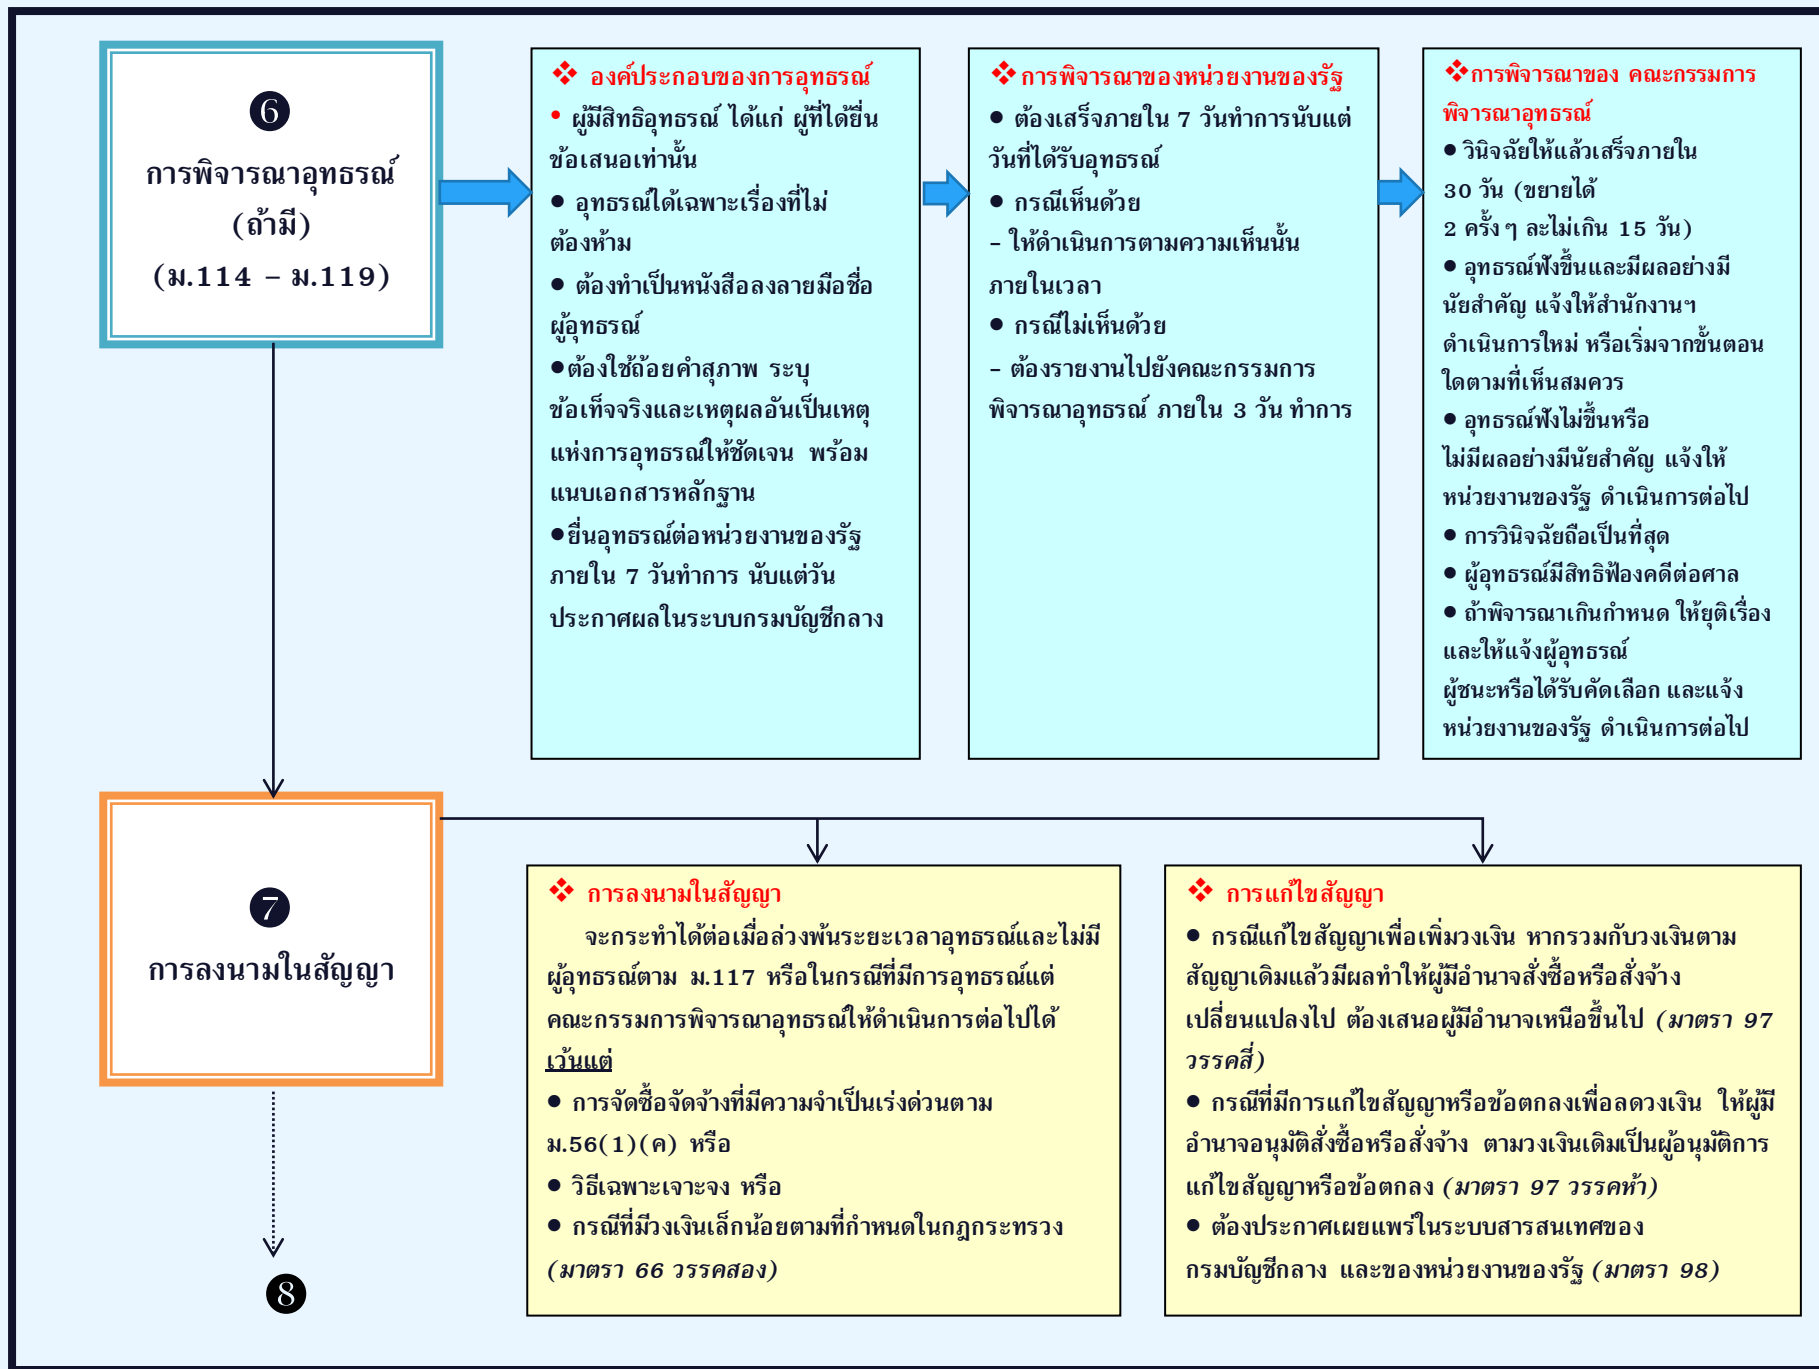 ❻
การพิจารณาอุทธรณ์
(ถ้ามี)
(ม.114 – ม.119)
❖ องค์ประกอบของการอุทธรณ์
• ผู้มีสิทธิอุทธรณ์ ได้แก่ ผู้ที่ได้ยื่น
ข้อเสนอเท่านั้น
● อุทธรณ์ได้เฉพาะเรื่องที่ไม่
ต้องห้าม
● ต้องทำเป็นหนังสือลงลายมือชื่อ
ผู้อุทธรณ์
●ต้องใช้ถ้อยคำสุภาพ ระบุ
ข้อเท็จจริงและเหตุผลอันเป็นเหตุ
แห่งการอุทธรณ์ให้ชัดเจน พร้อม
แนบเอกสารหลักฐาน
●ยื่นอุทธรณ์ต่อหน่วยงานของรัฐ
ภายใน 7 วันทำการ นับแต่วัน
ประกาศผลในระบบกรมบัญชีกลาง
❖การพิจารณาของหน่วยงานของรัฐ
● ต้องเสร็จภายใน 7 วันทำการนับแต่
วันที่ได้รับอุทธรณ์
● กรณีเห็นด้วย
– ให้ดำเนินการตามความเห็นนั้น
ภายในเวลา
● กรณีไม่เห็นด้วย
– ต้องรายงานไปยังคณะกรรมการ
พิจารณาอุทธรณ์ ภายใน 3 วัน ทำการ
❖การพิจารณาของ คณะกรรมการ
พิจารณาอุทธรณ์
● วินิจฉัยให้แล้วเสร็จภายใน
30 วัน (ขยายได้
2 ครั้ง ๆ ละไม่เกิน 15 วัน)
● อุทธรณ์ฟังขึ้นและมีผลอย่างมี
นัยสำคัญ แจ้งให้สำนักงานฯ
ดำเนินการใหม่ หรือเริ่มจากขั้นตอน
ใดตามที่เห็นสมควร
● อุทธรณ์ฟังไม่ขึ้นหรือ
ไม่มีผลอย่างมีนัยสำคัญ แจ้งให้
หน่วยงานของรัฐ ดำเนินการต่อไป
● การวินิจฉัยถือเป็นที่สุด
● ผู้อุทธรณ์มีสิทธิฟ้องคดีต่อศาล
● ถ้าพิจารณาเกินกำหนด ให้ยุติเรื่อง
และให้แจ้งผู้อุทธรณ์
ผู้ชนะหรือได้รับคัดเลือก และแจ้ง
หน่วยงานของรัฐ ดำเนินการต่อไป
❼
การลงนามในสัญญา
❖ การลงนามในสัญญา
จะกระทำได้ต่อเมื่อล่วงพ้นระยะเวลาอุทธรณ์และไม่มี
ผู้อุทธรณ์ตาม ม.117 หรือในกรณีที่มีการอุทธรณ์แต่
คณะกรรมการพิจารณาอุทธรณ์ให้ดำเนินการต่อไปได้
เว้นแต่
● การจัดซื้อจัดจ้างที่มีความจำเป็นเร่งด่วนตาม
ม.56(1)(ค) หรือ
● วิธีเฉพาะเจาะจง หรือ
● กรณีที่มีวงเงินเล็กน้อยตามที่กำหนดในกฎกระทรวง
(มาตรา 66 วรรคสอง)
❖ การแก้ไขสัญญา
● กรณีแก้ไขสัญญาเพื่อเพิ่มวงเงิน หากรวมกับวงเงินตาม
สัญญาเดิมแล้วมีผลทำให้ผู้มีอำนาจสั่งซื้อหรือสั่งจ้าง
เปลี่ยนแปลงไป ต้องเสนอผู้มีอำนาจเหนือขึ้นไป (มาตรา 97
วรรคสี่)
● กรณีที่มีการแก้ไขสัญญาหรือข้อตกลงเพื่อลดวงเงิน ให้ผู้มี
อำนาจอนุมัติสั่งซื้อหรือสั่งจ้าง ตามวงเงินเดิมเป็นผู้อนุมัติการ
แก้ไขสัญญาหรือข้อตกลง (มาตรา 97 วรรคห้า)
● ต้องประกาศเผยแพร่ในระบบสารสนเทศของ
กรมบัญชีกลาง และของหน่วยงานของรัฐ (มาตรา 98)
❽